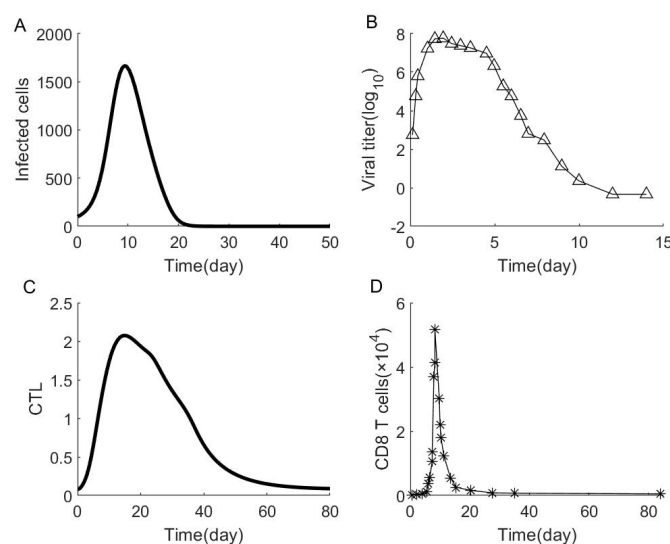 A
Infected cells
2000
1500
1000
500
0
0 10 20 30 40 50
Time(day)
B
Viral titer(log10)
8
6
4
2
0
-2
0 5 10 15
Time(day)
C
CTL
2.5
2
1.5
1
0.5
0
0 20 40 60 80
Time(day)
D
CD8 T cells(×10^4)
6
4
2
0
0 20 40 60 80
Time(day)